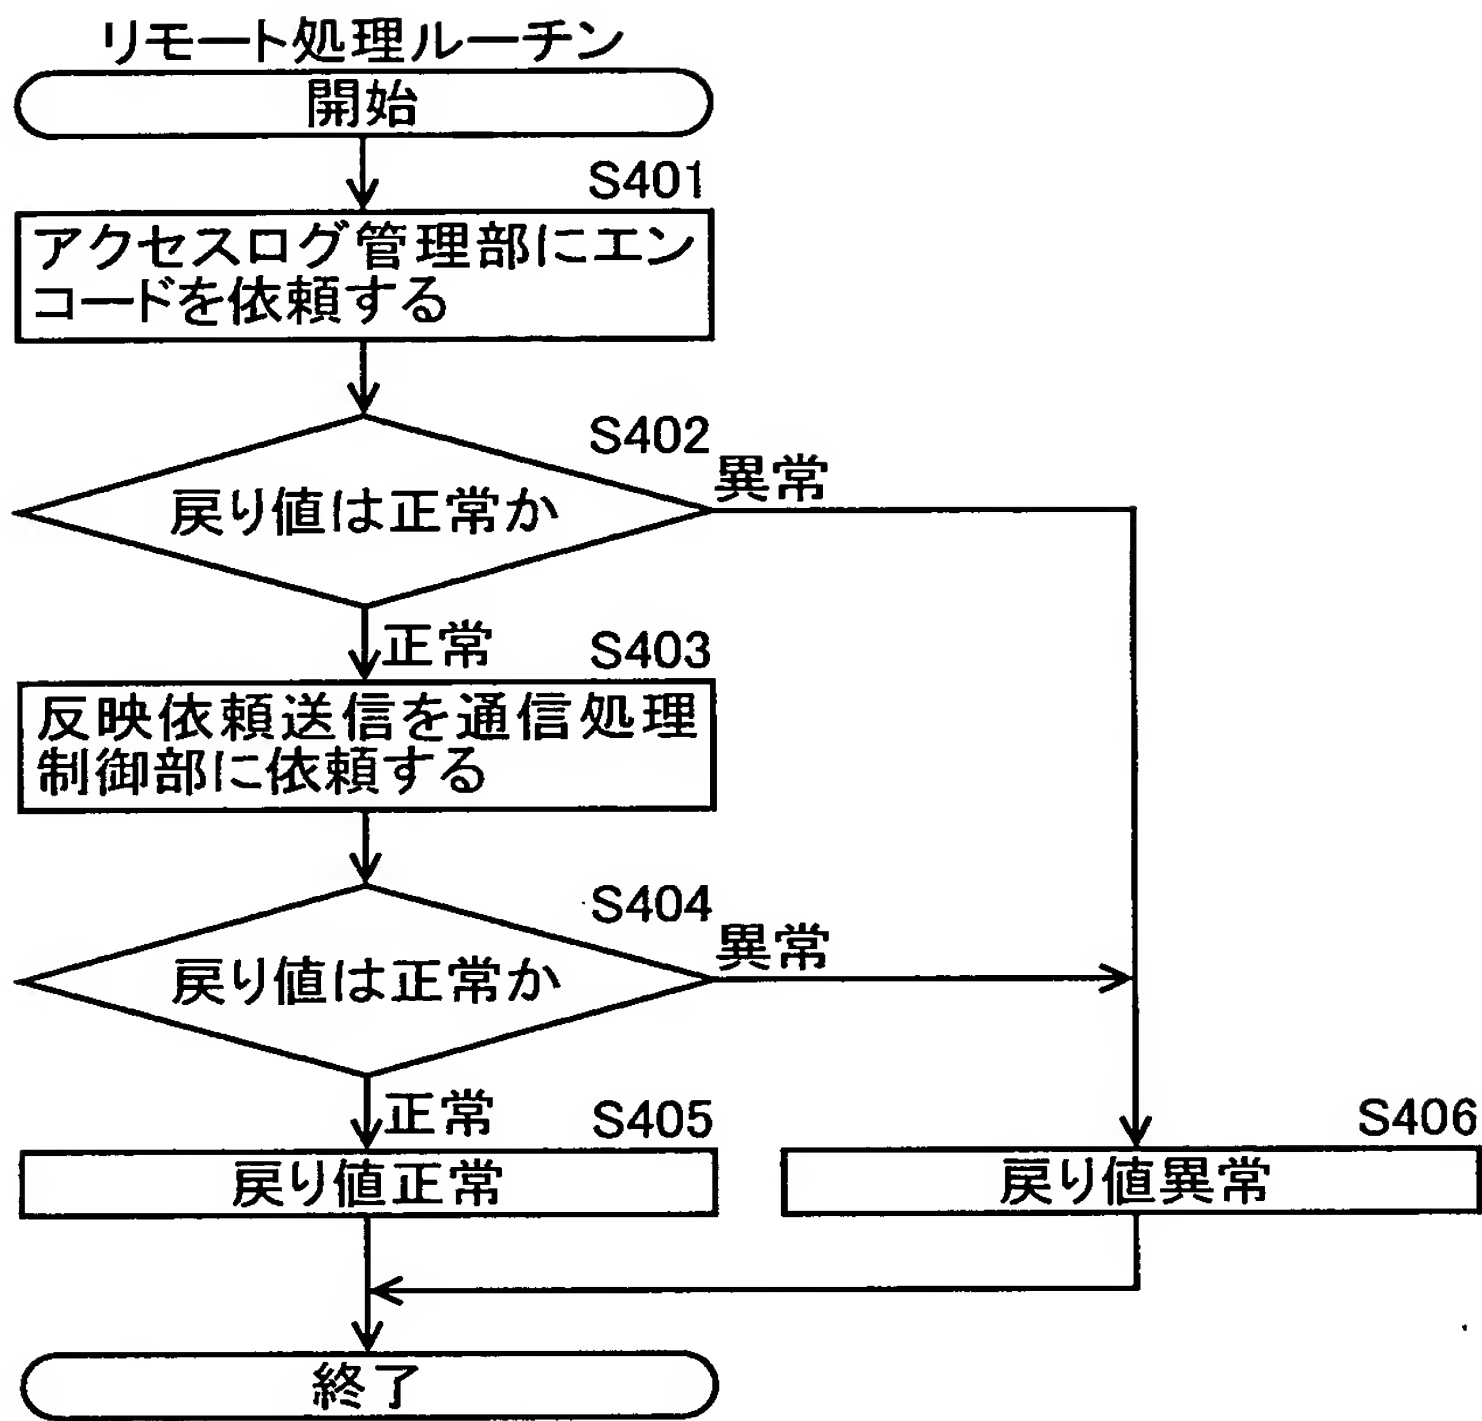 リモート処理ルーチン
開始
S401
アクセスログ管理部にエン
コードを依頼する
S402
戻り値は正常か
異常
正常
S403
反映依頼送信を通信処理
制御部に依頼する
S404
戻り値は正常か
異常
正常
S405
戻り値正常
S406
戻り値異常
終了